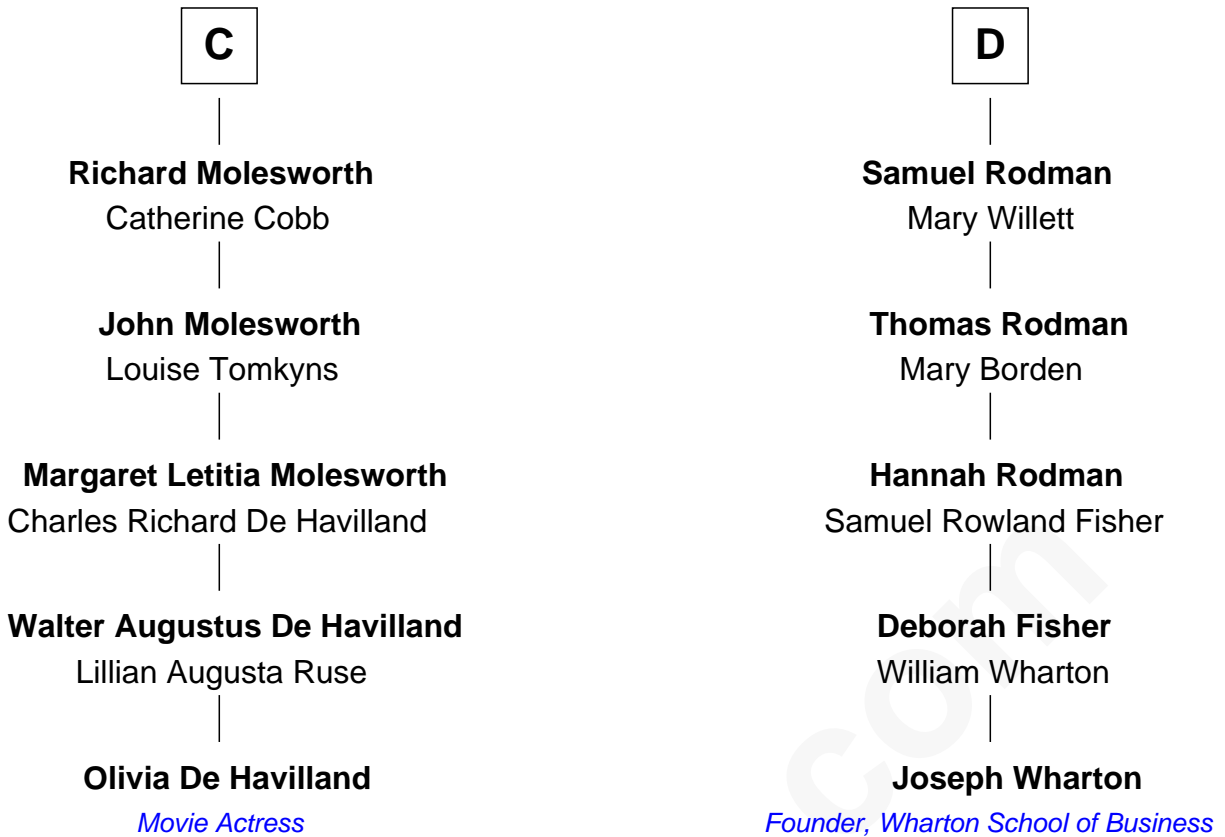 C
Richard Molesworth
Catherine Cobb
John Molesworth
Louise Tomkyns
Margaret Letitia Molesworth
Charles Richard De Havilland
Walter Augustus De Havilland
Lillian Augusta Ruse
Olivia De Havilland
Movie Actress
D
Samuel Rodman
Mary Willett
Thomas Rodman
Mary Borden
Hannah Rodman
Samuel Rowland Fisher
Deborah Fisher
William Wharton
Joseph Wharton
Founder, Wharton School of Business
com